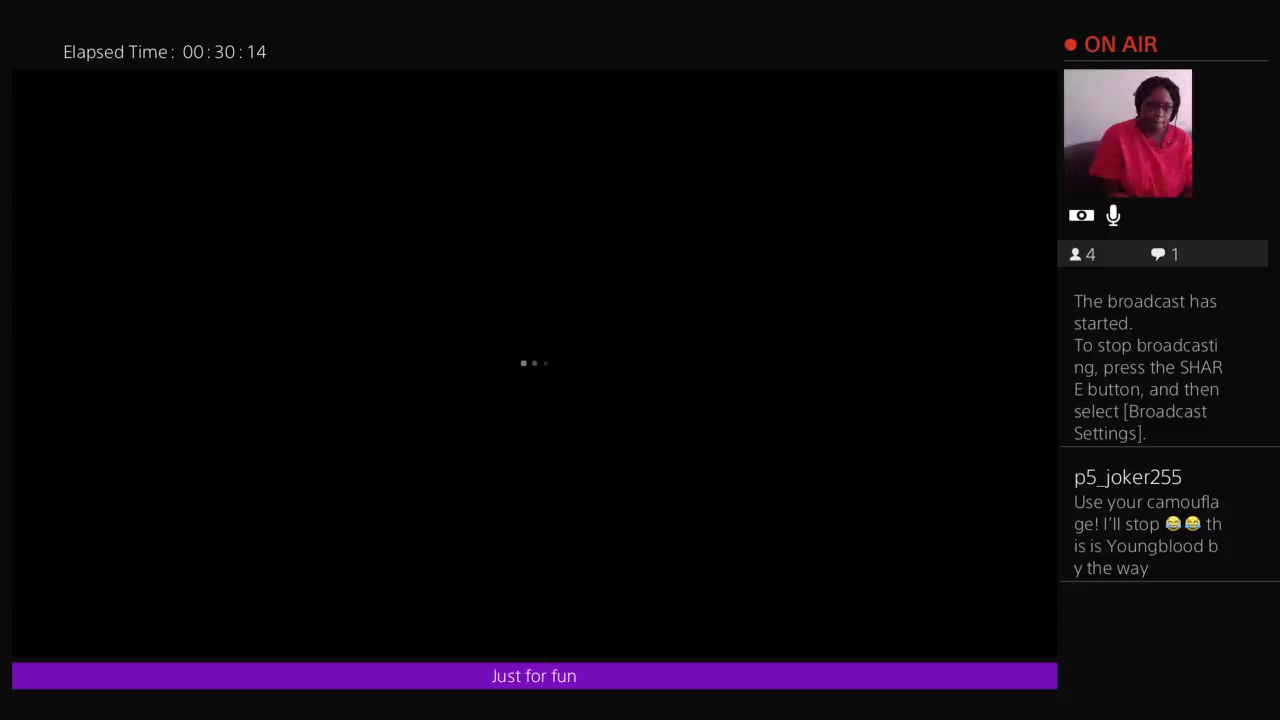 Elapsed Time: 00:30:14
ON AIR
4 1
The broadcast has
started.
To stop broadcasti
ng, press the SHAR
E button, and then
select [Broadcast
Settings].
p5_joker255
Use your camoufla
ge! I'll stop 😂😂 th
is is Youngblood b
y the way
Just for fun